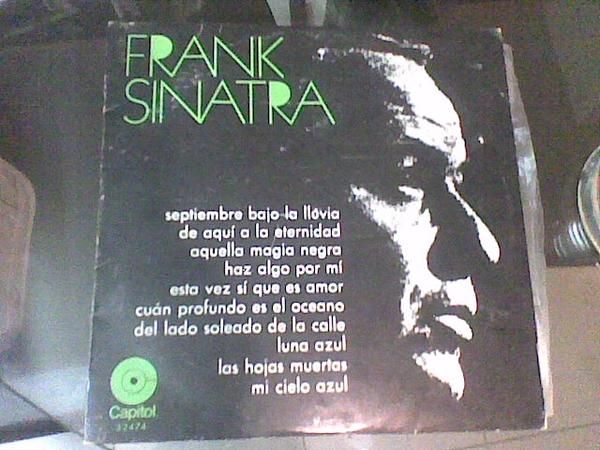 FRANK
SINATRA
septiembre bajo la lluvia
de aquí a la eternidad
aquella magia negra
haz algo por mí
esta vez sí que es amor
cuán profundo es el oceano
del lado soleado de la calle
luna azul
las hojas muertas
mi cielo azul
Capitol
32474